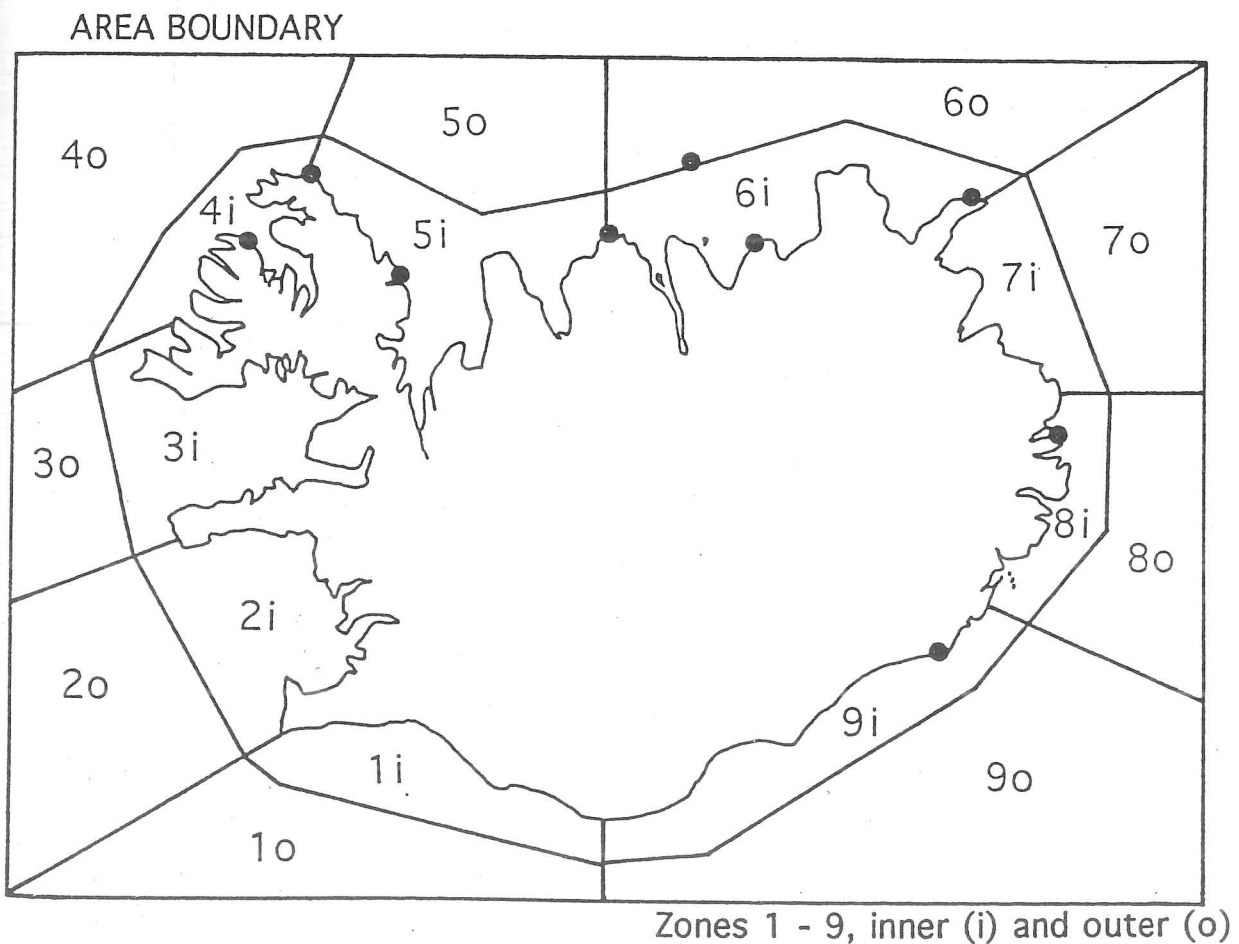 AREA BOUNDARY
5o
6o
4o
4i
6i
5i
7o
7i
3i
3o
8i
8o
2i
2o
9i
1i
9o
1o
Zones 1 - 9, inner (i) and outer (o)